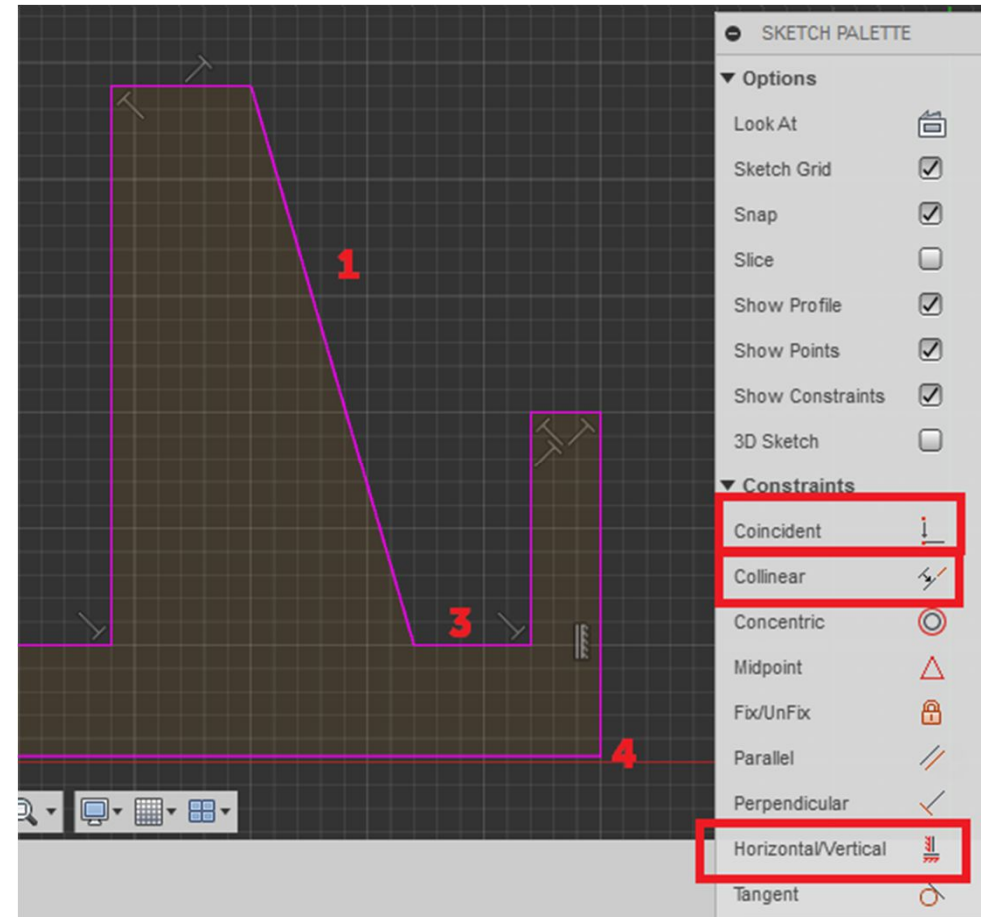 SKETCH PALETTE
Options
Look At
Sketch Grid
Snap
Slice
Show Profile
Show Points
Show Constraints
3D Sketch
Constraints
Coincident
Collinear
Concentric
Midpoint
Fix/UnFix
Parallel
Perpendicular
Horizontal/Vertical
Tangent
1
3
4